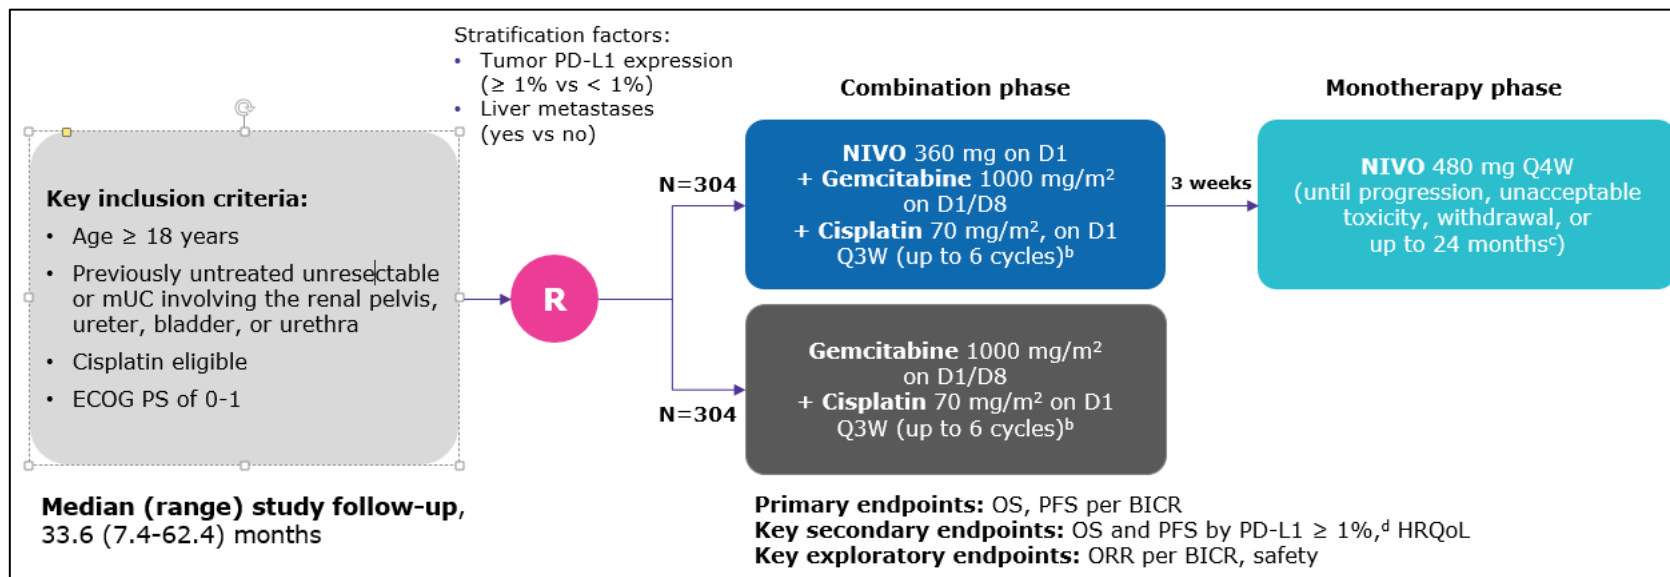 Stratification factors:
• Tumor PD-L1 expression
(≥ 1% vs < 1%)
• Liver metastases
(yes vs no)
Key inclusion criteria:
• Age ≥ 18 years
• Previously untreated unresectable
or mUC involving the renal pelvis,
ureter, bladder, or urethra
• Cisplatin eligible
• ECOG PS of 0-1
Median (range) study follow-up,
33.6 (7.4-62.4) months
R
N=304
N=304
Combination phase
NIVO 360 mg on D1
+ Gemcitabine 1000 mg/m²
on D1/D8
+ Cisplatin 70 mg/m², on D1
Q3W (up to 6 cycles)ᵇ
Gemcitabine 1000 mg/m²
on D1/D8
+ Cisplatin 70 mg/m² on D1
Q3W (up to 6 cycles)ᵇ
3 weeks
Monotherapy phase
NIVO 480 mg Q4W
(until progression, unacceptable
toxicity, withdrawal, or
up to 24 monthsᶜ)
Primary endpoints: OS, PFS per BICR
Key secondary endpoints: OS and PFS by PD-L1 ≥ 1%,ᵈ HRQoL
Key exploratory endpoints: ORR per BICR, safety